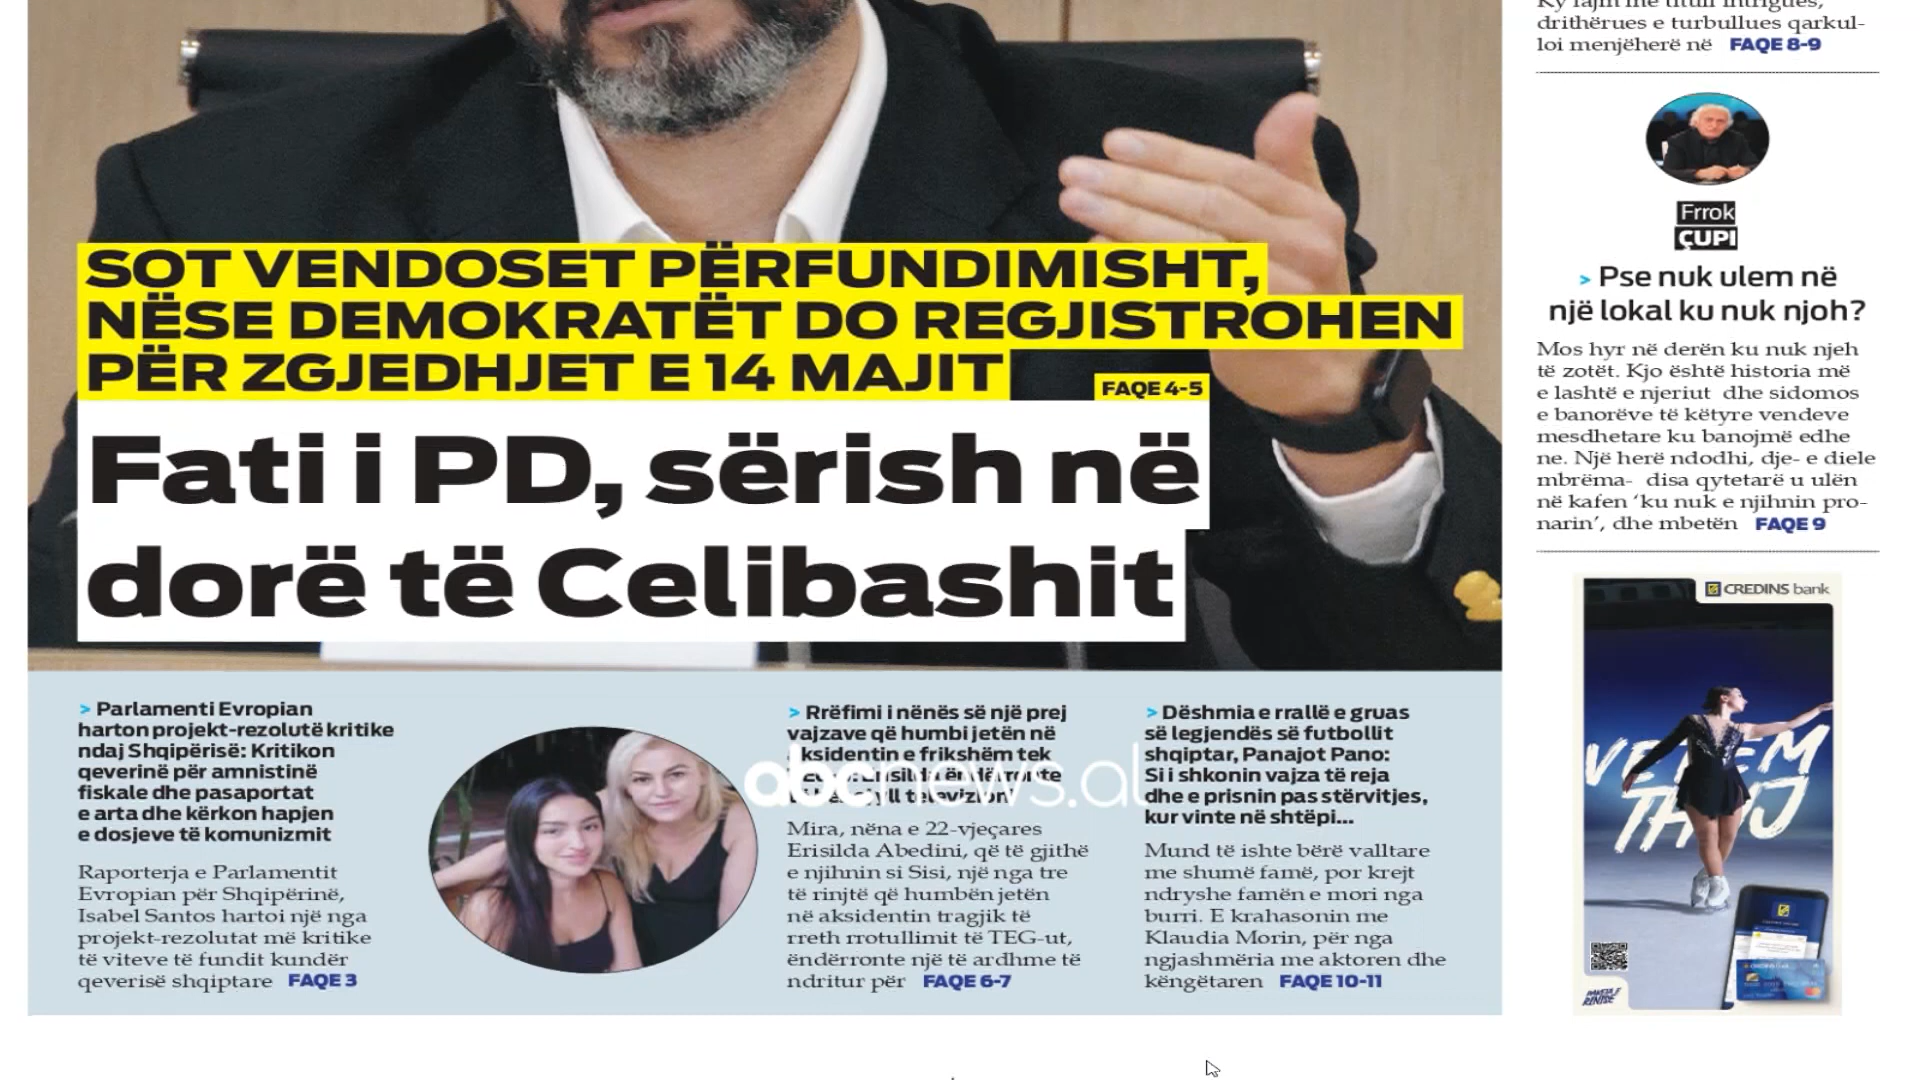 SOT VENDOSET PËRFUNDIMISHT,
NËSE DEMOKRATËT DO REGJISTROHEN
PËR ZGJEDHJET E 14 MAJIT
FAQE 4-5
Fati i PD, sërish në
dorë të Celibashit
> Parlamenti Evropian
harton projekt-rezolutë kritike
ndaj Shqipërisë: Kritikon
qeverinë për amnistinë
fiskale dhe pasaportat
e arta dhe kërkon hapjen
e dosjeve të komunizmit
Raporterja e Parlamentit
Evropian për Shqipërinë,
Isabel Santos hartoi një nga
projekt-rezolutat më kritike
të viteve të fundit kundër
qeverisë shqiptare FAQE 3
> Rrëfimi i nënës së një prej
vajzave që humbi jetën në
aksidentin e frikshëm tek
ëndërronte
televizioni
abcnews.al
Mira, nëna e 22-vjeçares
Erisilda Abedini, që të gjithë
e njihnin si Sisi, një nga tre
të rinjtë që humbën jetën
në aksidentin tragjik të
rreth rrotullimit të TEG-ut,
ëndërronte një të ardhme të
ndritur për FAQE 6-7
> Dëshmia e rrallë e gruas
së legjendës së futbollit
shqiptar, Panajot Pano:
Si i shkonin vajza të reja
dhe e prisnin pas stërvitjes,
kur vinte në shtëpi...
Mund të ishte bërë valltare
me shumë famë, por krejt
ndryshe famën e mori nga
burri. E krahasonin me
Klaudia Morin, për nga
ngjashmëria me aktoren dhe
këngëtaren FAQE 10-11
drithërues e turbullues qarkul-
loi menjëherë në FAQE 8-9
Frrok
ÇUPI
> Pse nuk ulem në
një lokal ku nuk njoh?
Mos hyr në derën ku nuk njeh
të zotët. Kjo është historia më
e lashtë e njeriut dhe sidomos
e banorëve të këtyre vendeve
mesdhetare ku banojmë edhe
ne. Një herë ndodhi, dje- e diele
mbrëma- disa qytetarë u ulën
në kafen ‘ku nuk e njihnin pro-
narin’, dhe mbetën FAQE 9
CREDINS bank